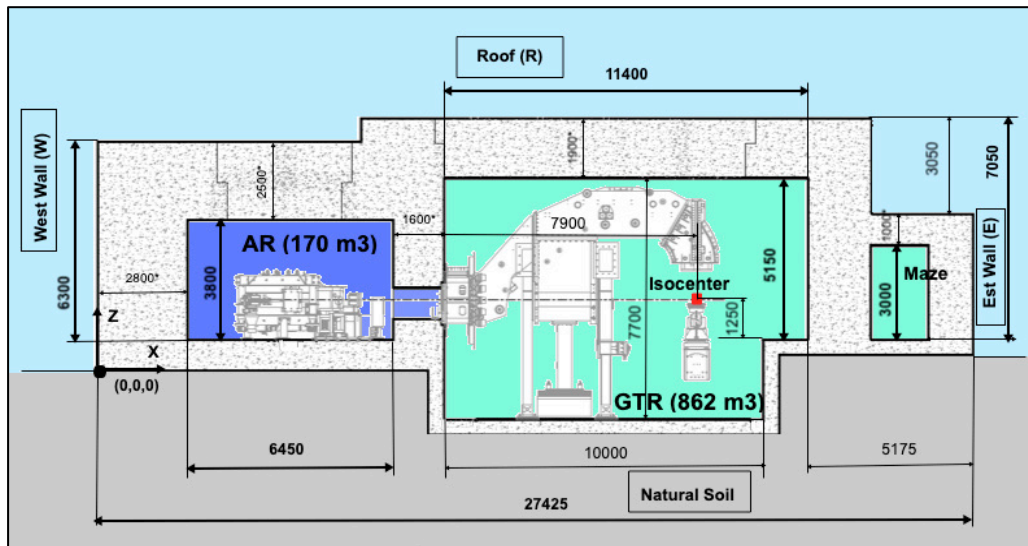 Roof (R)
11400
West Wall (W)
6300
2500*
1900*
3050
7050
Est Wall (E)
1600*
7900
1000*
AR (170 m3)
2800*
3800
5150
Isocenter
Maze
3000
Z
7700
1250
X
(0,0,0)
GTR (862 m3)
6450
10000
5175
Natural Soil
27425